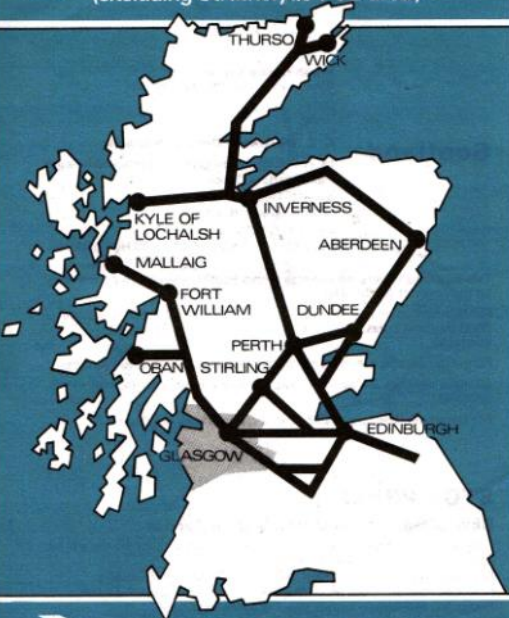 THURSO
WICK
INVERNESS
KYLE OF
LOCHALSH
ABERDEEN
MALLAIG
FORT
WILLIAM
DUNDEE
PERTH
OBAN
STIRLING
EDINBURGH
GLASGOW